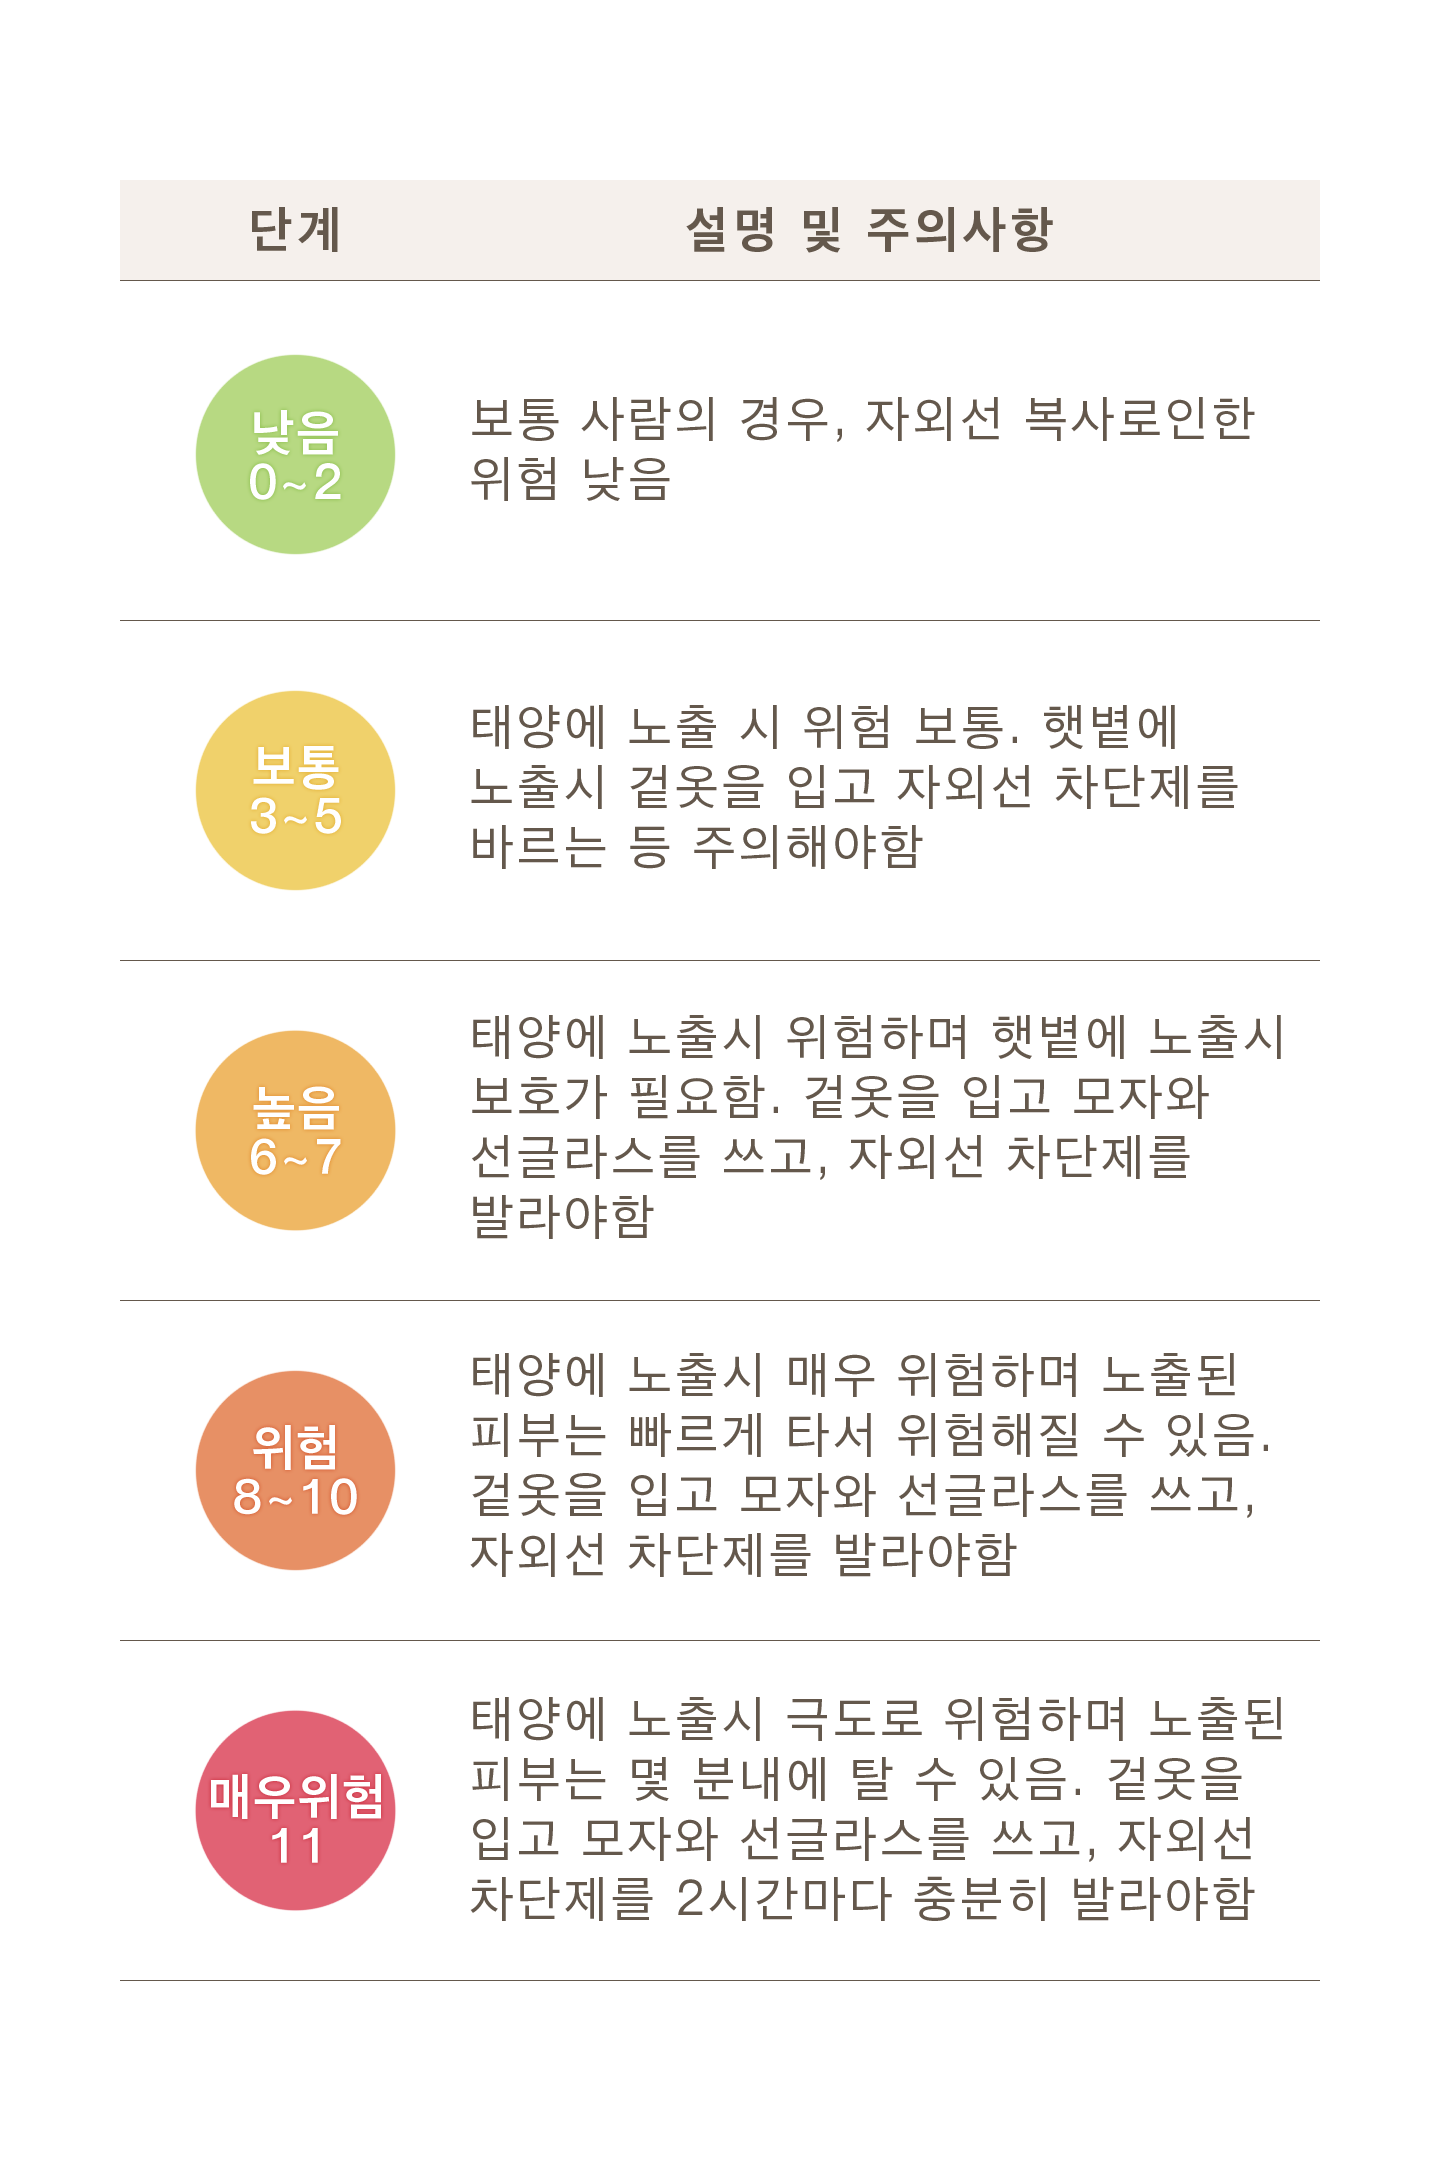 단계
설명 및 주의사항
낮음
0~2
보통 사람의 경우, 자외선 복사로인한
위험 낮음
보통
3~5
태양에 노출 시 위험 보통. 햇볕에
노출시 겉옷을 입고 자외선 차단제를
바르는 등 주의해야함
높음
6~7
태양에 노출시 위험하며 햇볕에 노출시
보호가 필요함. 겉옷을 입고 모자와
선글라스를 쓰고, 자외선 차단제를
발라야함
위험
8~10
태양에 노출시 매우 위험하며 노출된
피부는 빠르게 타서 위험해질 수 있음.
겉옷을 입고 모자와 선글라스를 쓰고,
자외선 차단제를 발라야함
매우위험
11
태양에 노출시 극도로 위험하며 노출된
피부는 몇 분내에 탈 수 있음. 겉옷을
입고 모자와 선글라스를 쓰고, 자외선
차단제를 2시간마다 충분히 발라야함